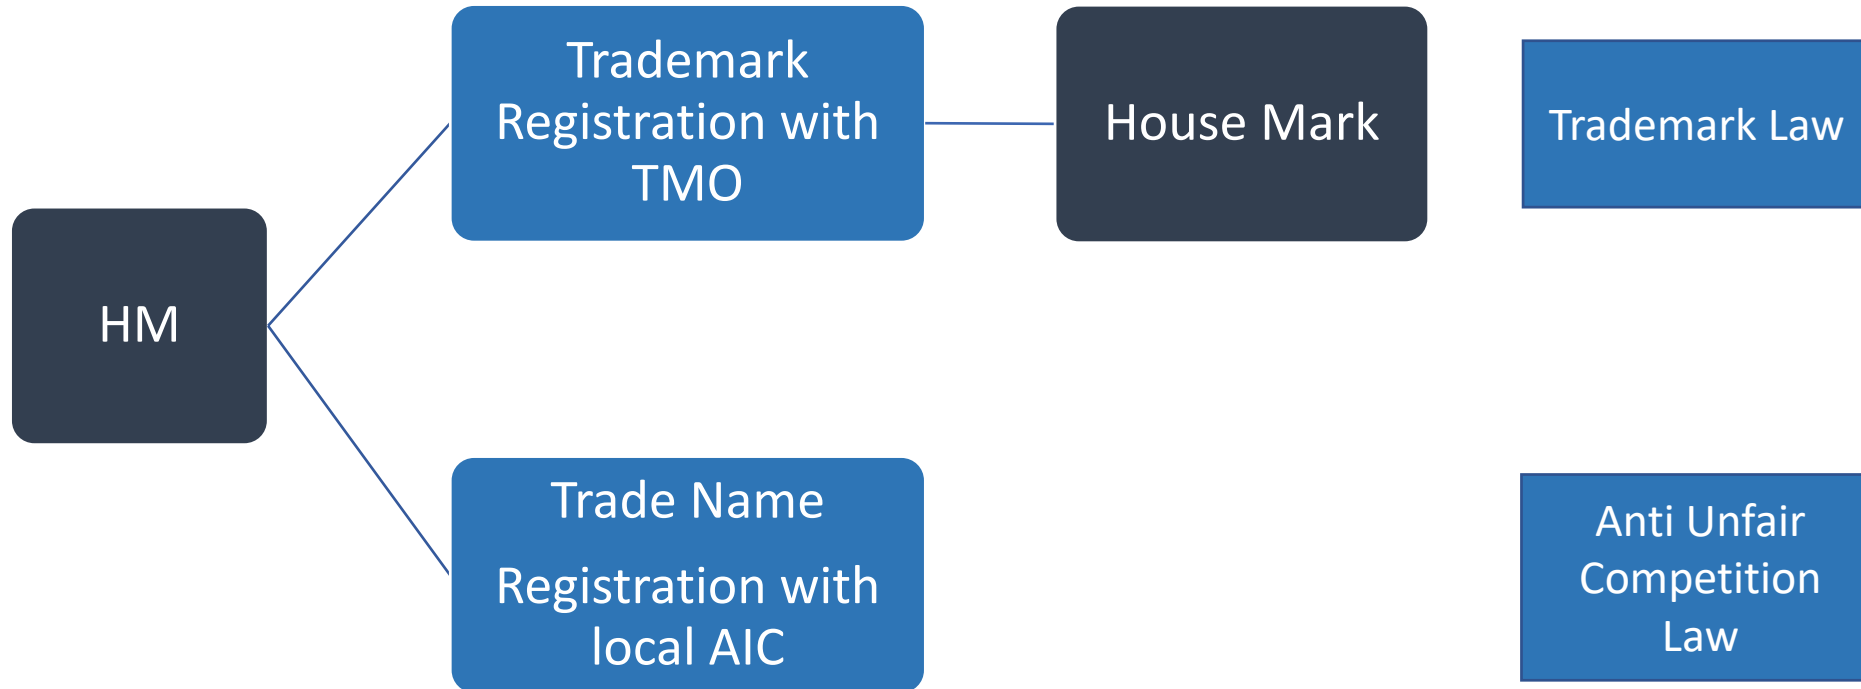 Trademark
Registration with
TMO
House Mark
Trademark Law
HM
Trade Name
Registration with
local AIC
Anti Unfair
Competition
Law